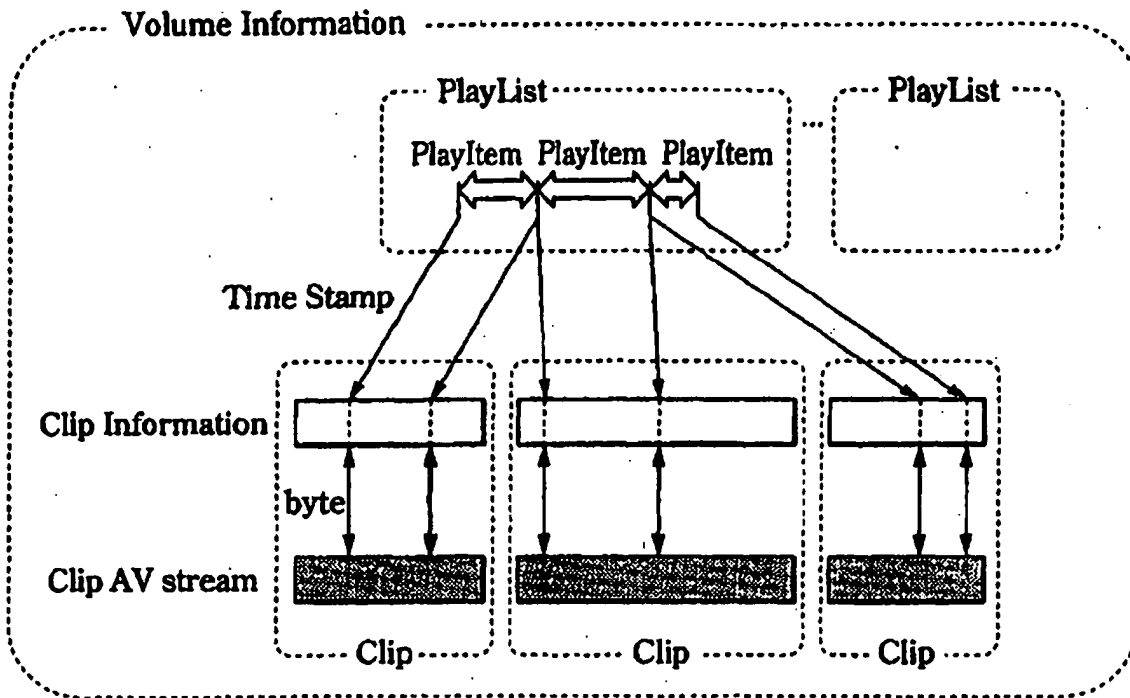 Volume Information
PlayList
...
PlayList
PlayItem PlayItem PlayItem
Time Stamp
Clip Information
byte
Clip AV stream
Clip
Clip
Clip